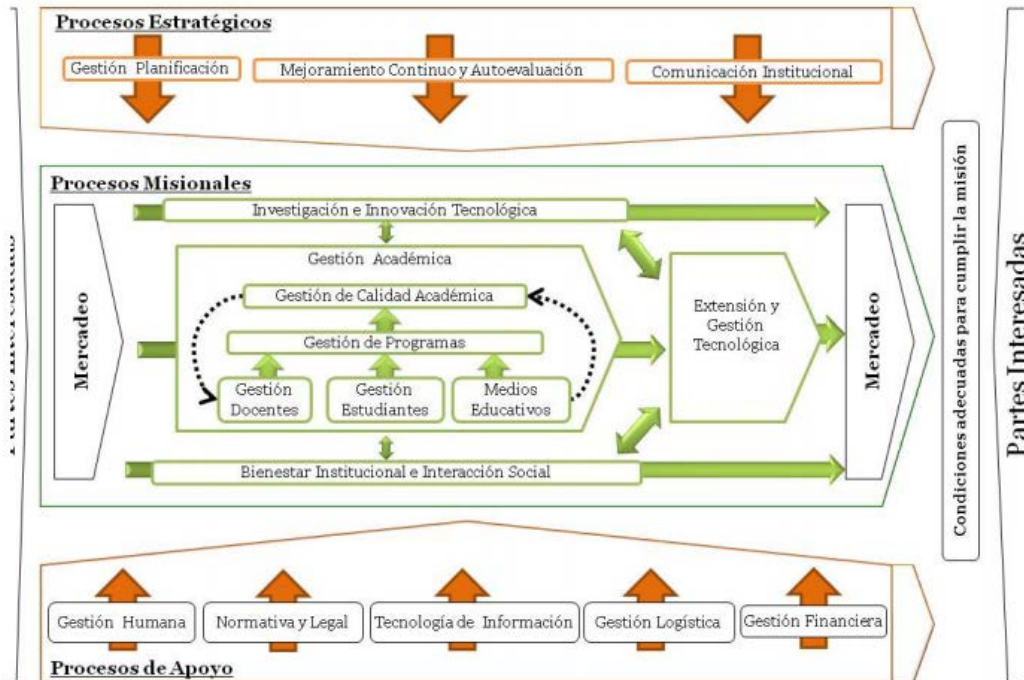 Procesos Estratégicos
Gestión Planificación
Mejoramiento Continuo y Autoevaluación
Comunicación Institucional
Procesos Misionales
Mercadeo
Investigación e Innovación Tecnológica
Gestión Académica
Gestión de Calidad Académica
Gestión de Programas
Gestión
Docentes
Gestión
Estudiantes
Medios
Educativos
Bienestar Institucional e Interacción Social
Extensión y
Gestión
Tecnológica
Mercadeo
Condiciones adecuadas para cumplir la misión
Partes Interesadas
Gestión Humana
Normativa y Legal
Tecnología de Información
Gestión Logística
Gestión Financiera
Procesos de Apoyo